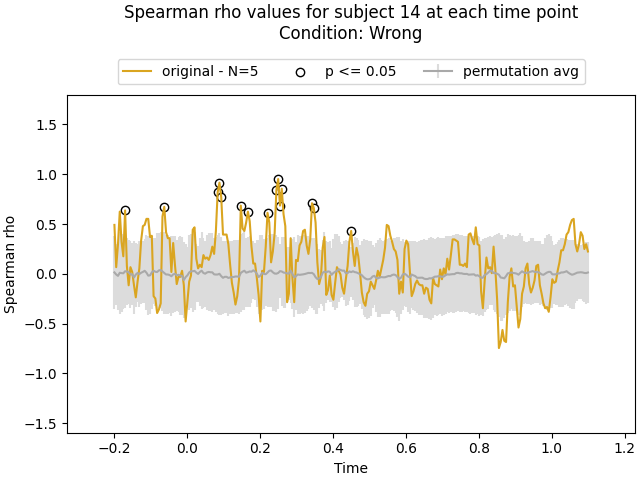 Spearman rho values for subject 14 at each time point
Condition: Wrong
original - N=5
p <= 0.05
permutation avg
1.5
1.0
0.5
0.0
−0.5
−1.0
−1.5
Spearman rho
−0.2
0.0
0.2
0.4
0.6
0.8
1.0
1.2
Time